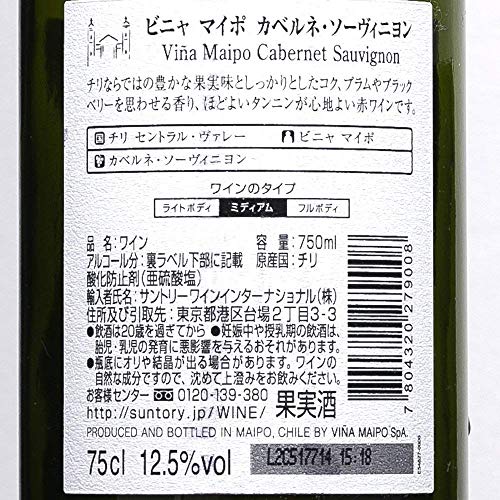 ビニャ マイポ カベルネ・ソーヴィニヨン
Viña Maipo Cabernet Sauvignon
チリならではの豊かな果実味としっかりとしたコク、プラムやブラック
ベリーを思わせる香り、ほどよいタンニンが心地よい赤ワインです。
チリ セントラル・ヴァレー
ビニャ マイポ
カベルネ・ソーヴィニヨン
ワインのタイプ
ライトボディ ミディアム フルボディ
品名:ワイン 容量:750ml
アルコール分:裏ラベル下部に記載 原産国:チリ
酸化防止剤(亜硫酸塩)
輸入者氏名:サントリーワインインターナショナル(株)
住所及び引取先:東京都港区台場2丁目3-3
●飲酒は20歳を過ぎてから ●妊娠中や授乳期の飲酒は、
胎児・乳児の発育に悪影響を与えるおそれがあります。
●瓶底にオリや結晶が出る場合があります。ワインの
自然な成分ですので、沈めて上澄みをお飲みください。
お客様センター 0120-139-380
http://suntory.jp/WINE/ 果実酒
PRODUCED AND BOTTLED IN MAIPO, CHILE BY VIÑA MAIPO SpA.
75cl 12.5%vol L2C517714 15:18
7804320279008